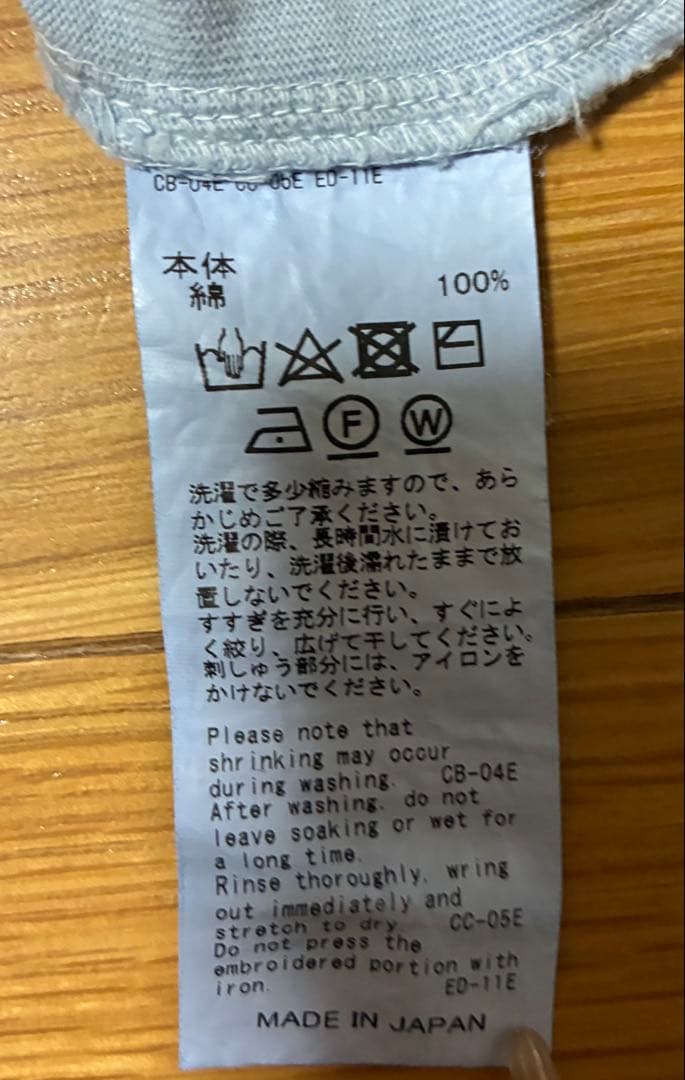 CB-04E CC-05E ED-11E
本体
綿 100%
F W
洗濯で多少縮みますので、あら
かじめご了承ください。
洗濯の際、長時間水に漬けてお
いたり、洗濯後濡れたままで放
置しないでください。
すすぎを充分に行い、すぐによ
く絞り、広げて干してください。
刺しゅう部分には、アイロンを
かけないでください。
Please note that
shrinking may occur
during washing. CB-04E
After washing, do not
leave soaking or wet for
a long time.
Rinse thoroughly, wring
out immediately and
stretch to dry. CC-05E
Do not press the
embroidered portion with
iron. ED-11E
MADE IN JAPAN